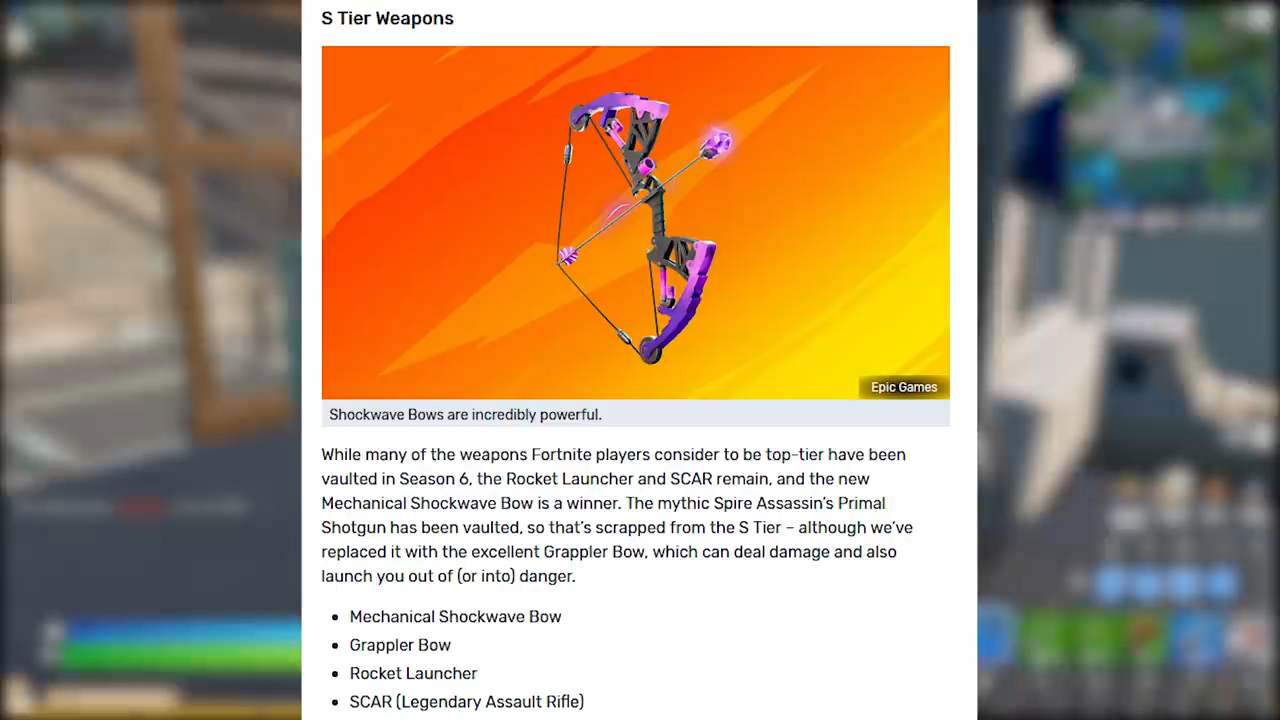 S Tier Weapons
Epic Games
Shockwave Bows are incredibly powerful.
While many of the weapons Fortnite players consider to be top-tier have been
vaulted in Season 6, the Rocket Launcher and SCAR remain, and the new
Mechanical Shockwave Bow is a winner. The mythic Spire Assassin’s Primal
Shotgun has been vaulted, so that’s scrapped from the S Tier – although we’ve
replaced it with the excellent Grappler Bow, which can deal damage and also
launch you out of (or into) danger.
• Mechanical Shockwave Bow
• Grappler Bow
• Rocket Launcher
• SCAR (Legendary Assault Rifle)